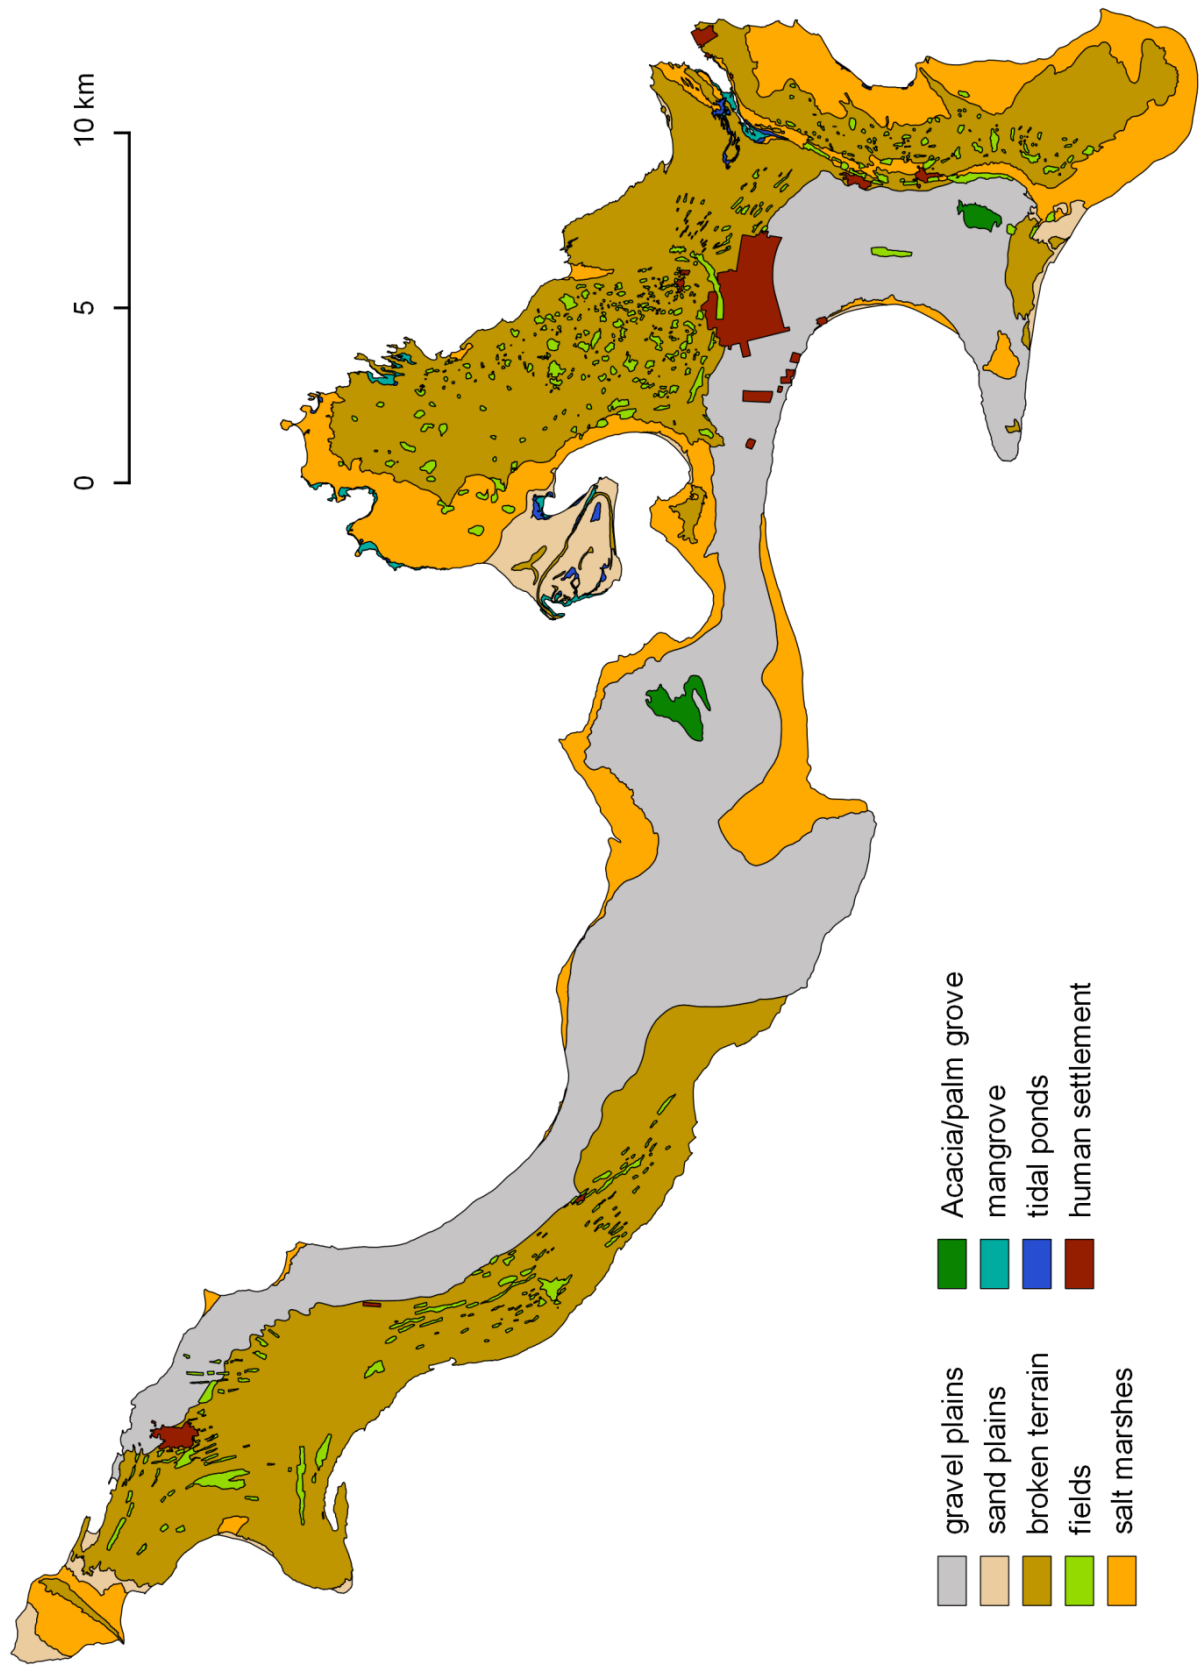 0 5 10 km
gravel plains
sand plains
broken terrain
fields
salt marshes
Acacia/palm grove
mangrove
tidal ponds
human settlement